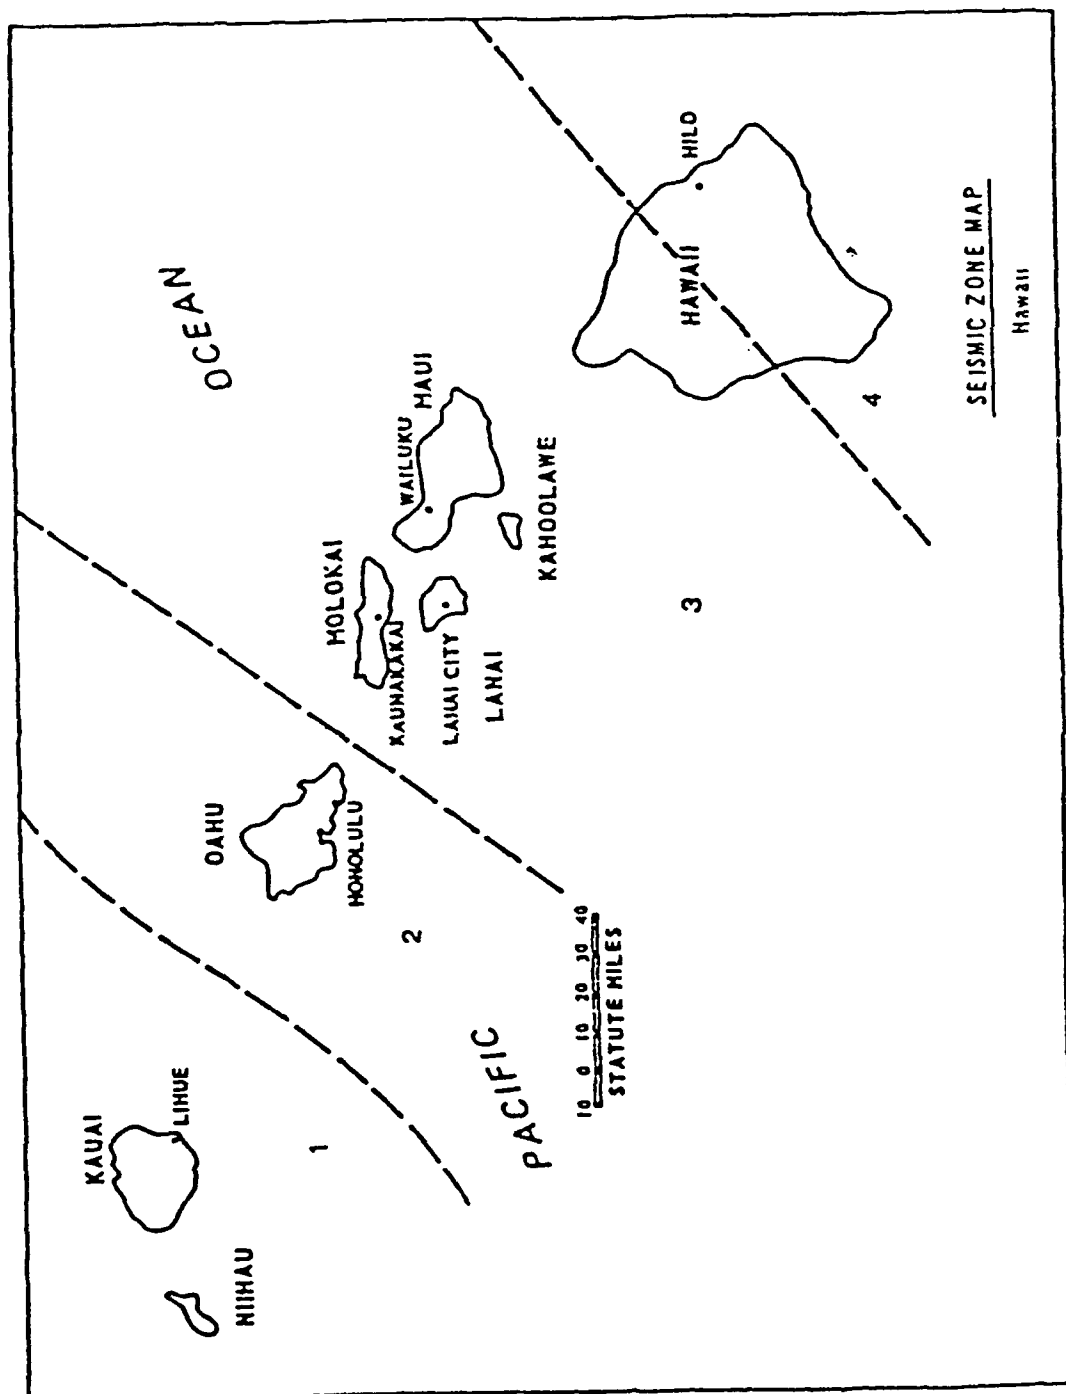 KAUAI
LIHUE
NIIHAU
OAHU
OCEAN
1
MOLOKAI
HONOLULU
KAUNAKAKAI
2
WAILUKU
MAUI
LANAI CITY
LANAI
PACIFIC
KAHOOLAWE
10 0 10 20 30 40
STATUTE MILES
3
HAWAII
HILO
4
SEISMIC ZONE MAP
Hawaii